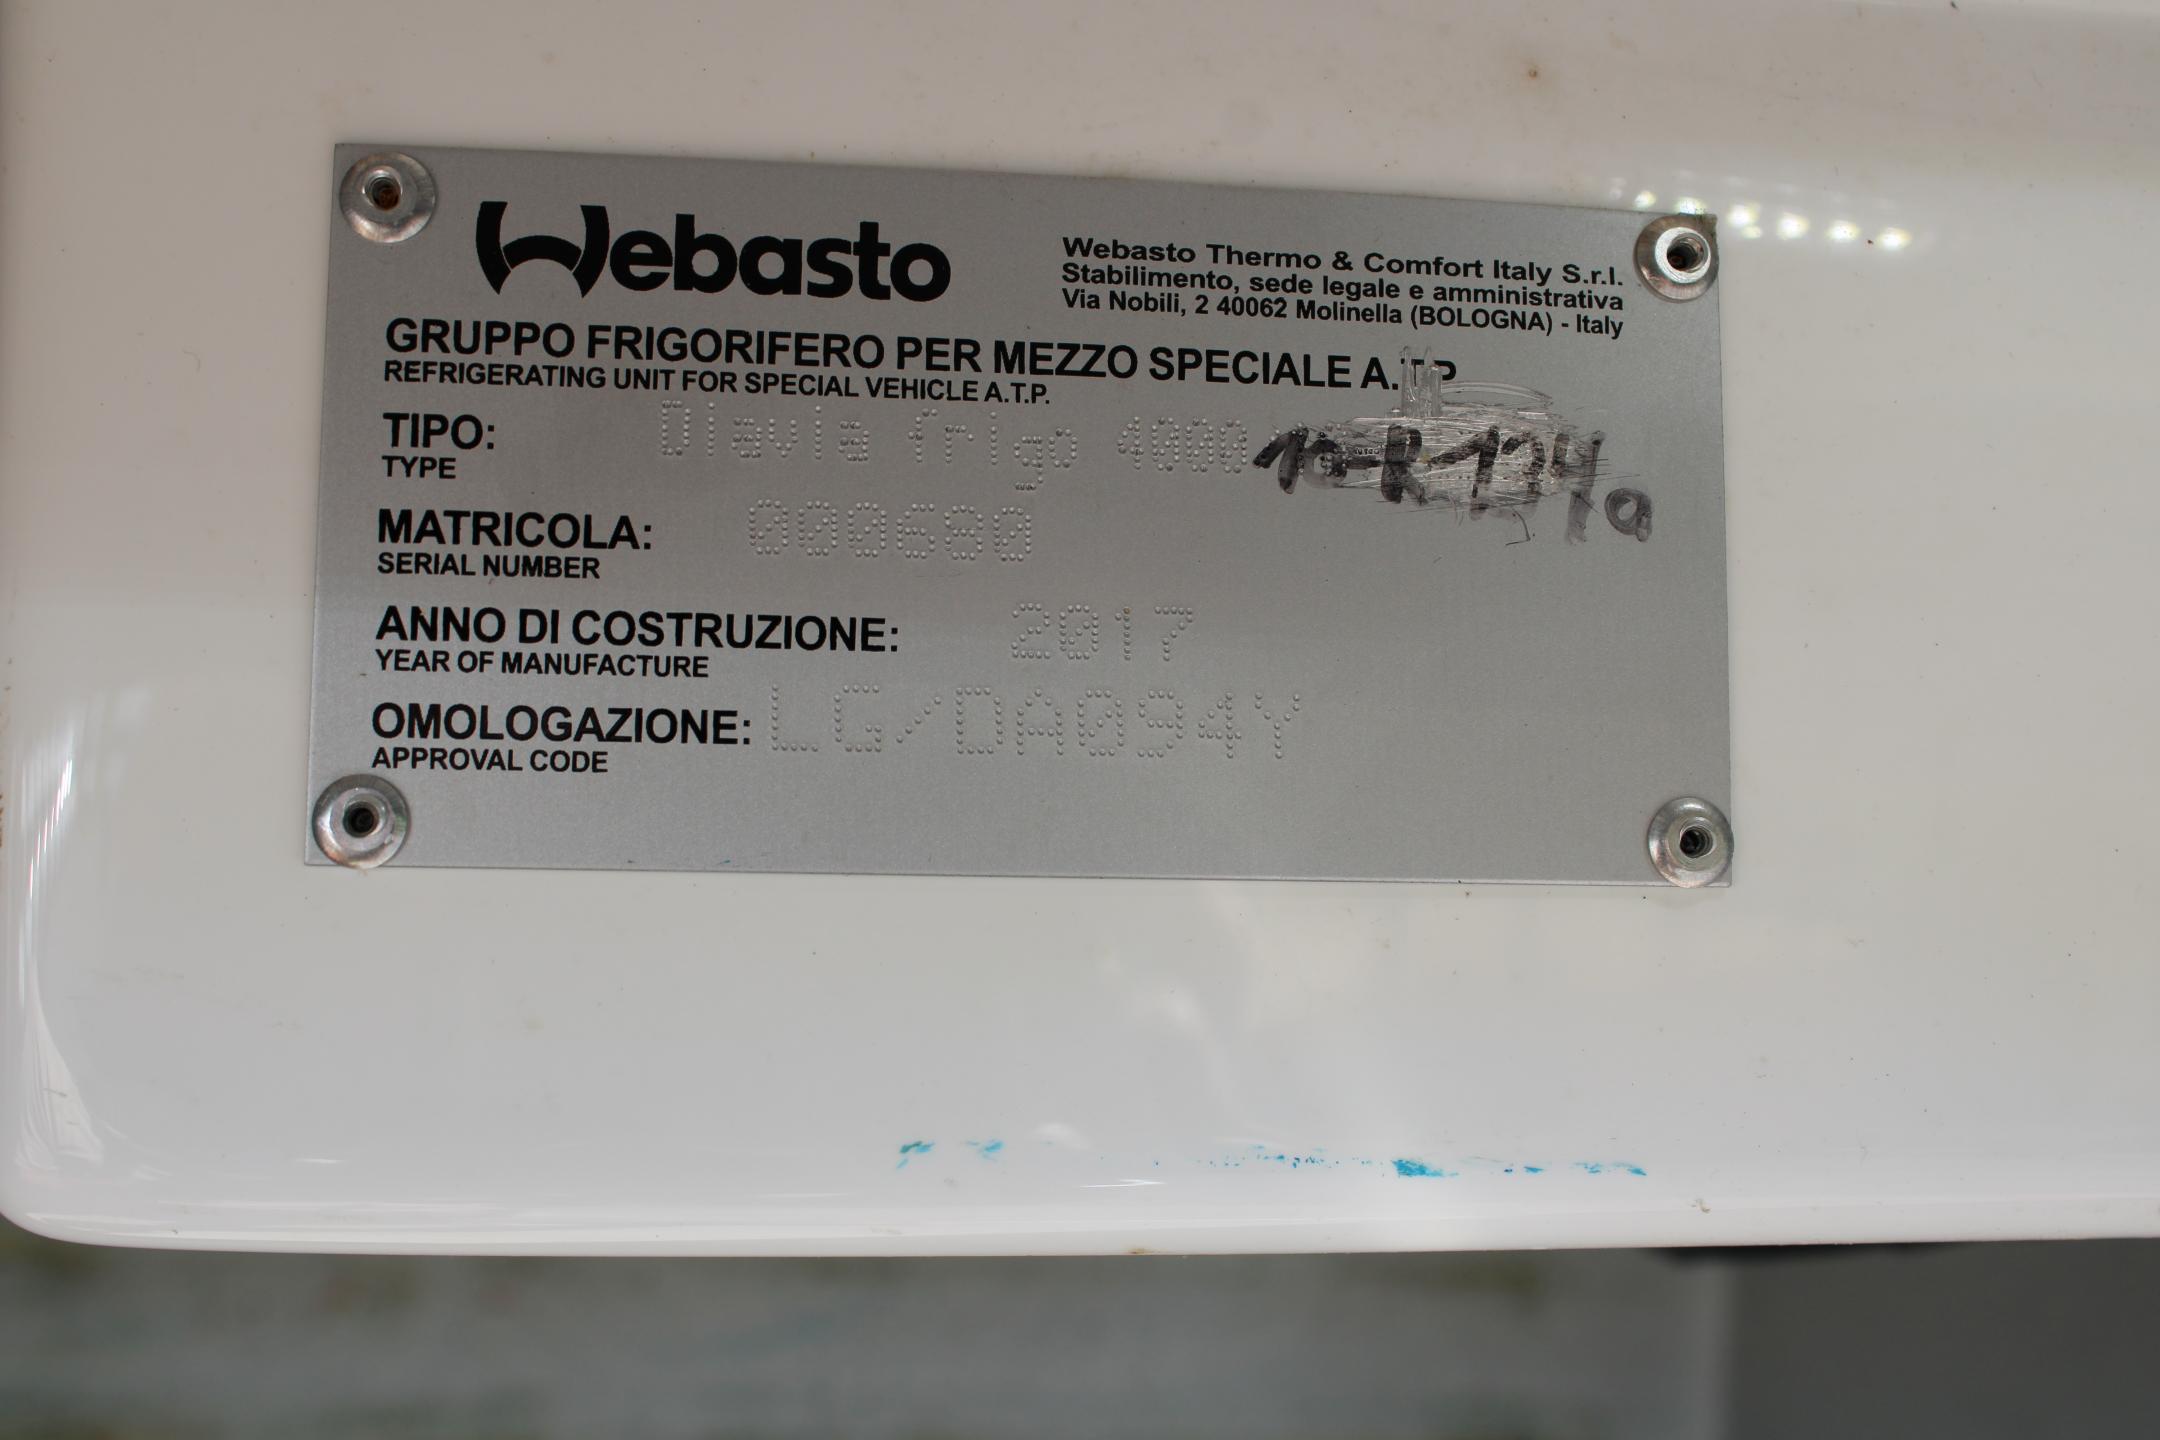 Webasto
Webasto Thermo & Comfort Italy S.r.l.
Stabilimento, sede legale e amministrativa
Via Nobili, 2 40062 Molinella (BOLOGNA) - Italy
GRUPPO FRIGORIFERO PER MEZZO SPECIALE A.T.P.
REFRIGERATING UNIT FOR SPECIAL VEHICLE A.T.P.
TIPO: Diavia frigo 4000 10-R-134a
TYPE
MATRICOLA: 000680
SERIAL NUMBER
ANNO DI COSTRUZIONE: 2017
YEAR OF MANUFACTURE
OMOLOGAZIONE: LG/DA094Y
APPROVAL CODE